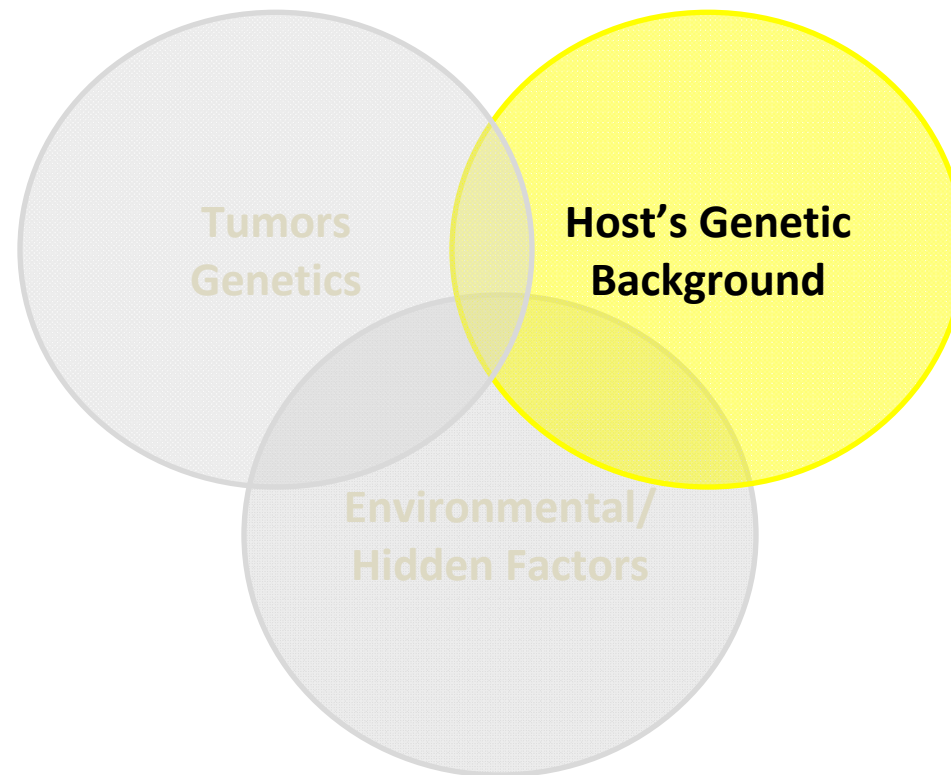 Tumors
Genetics
Host’s Genetic
Background
Environmental/
Hidden Factors